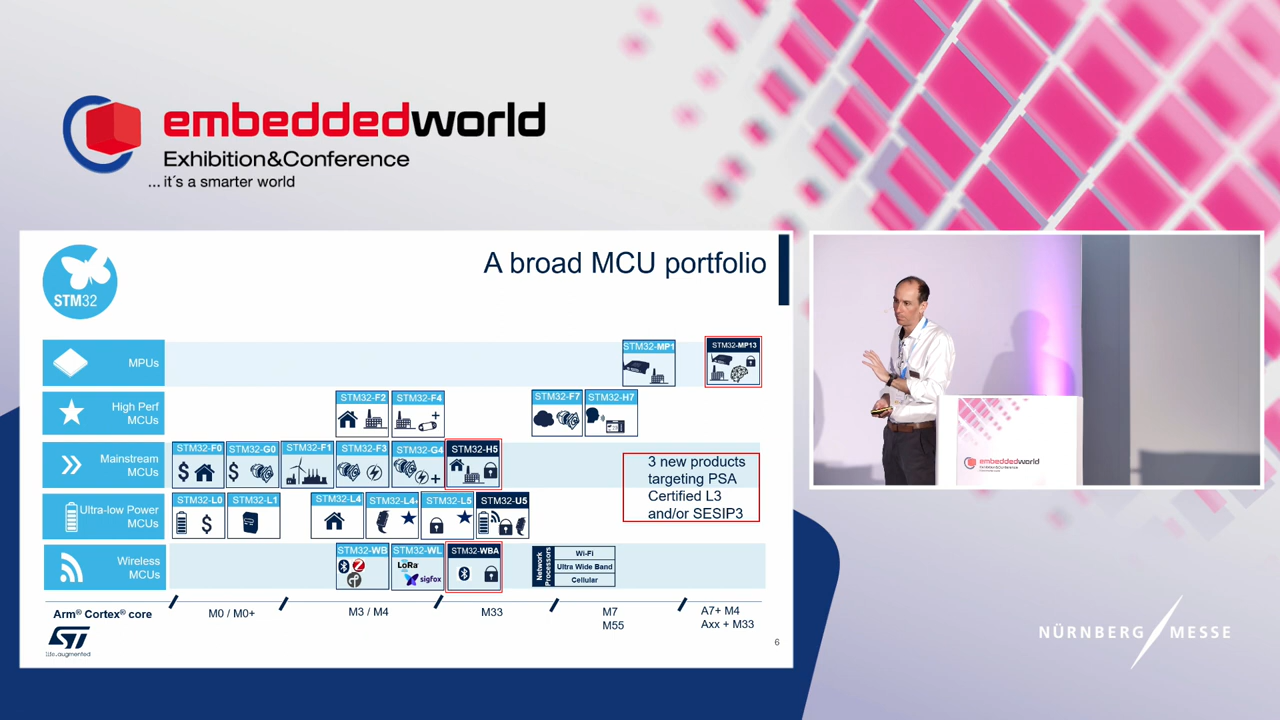 embeddedworld
Exhibition&Conference
... it´s a smarter world
STM32
A broad MCU portfolio
MPUs
STM32-MP1
STM32-MP13
High Perf
MCUs
STM32-F2
STM32-F4
STM32-F7
STM32-H7
Mainstream
MCUs
STM32-F0
STM32-G0
STM32-F1
STM32-F3
STM32-G4
STM32-H5
3 new products
targeting PSA
Certified L3
and/or SESIP3
Ultra-low Power
MCUs
STM32-L0
STM32-L1
STM32-L4
STM32-L4+
STM32-L5
STM32-U5
Wireless
MCUs
STM32-WB
STM32-WL
LoRa
sigfox
STM32-WBA
Network
Processors
Wi-Fi
Ultra Wide Band
Cellular
Arm® Cortex® core
M0 / M0+
M3 / M4
M33
M7
M55
A7+ M4
Axx + M33
ST
life.augmented
6
embeddedworld
NÜRNBERG MESSE